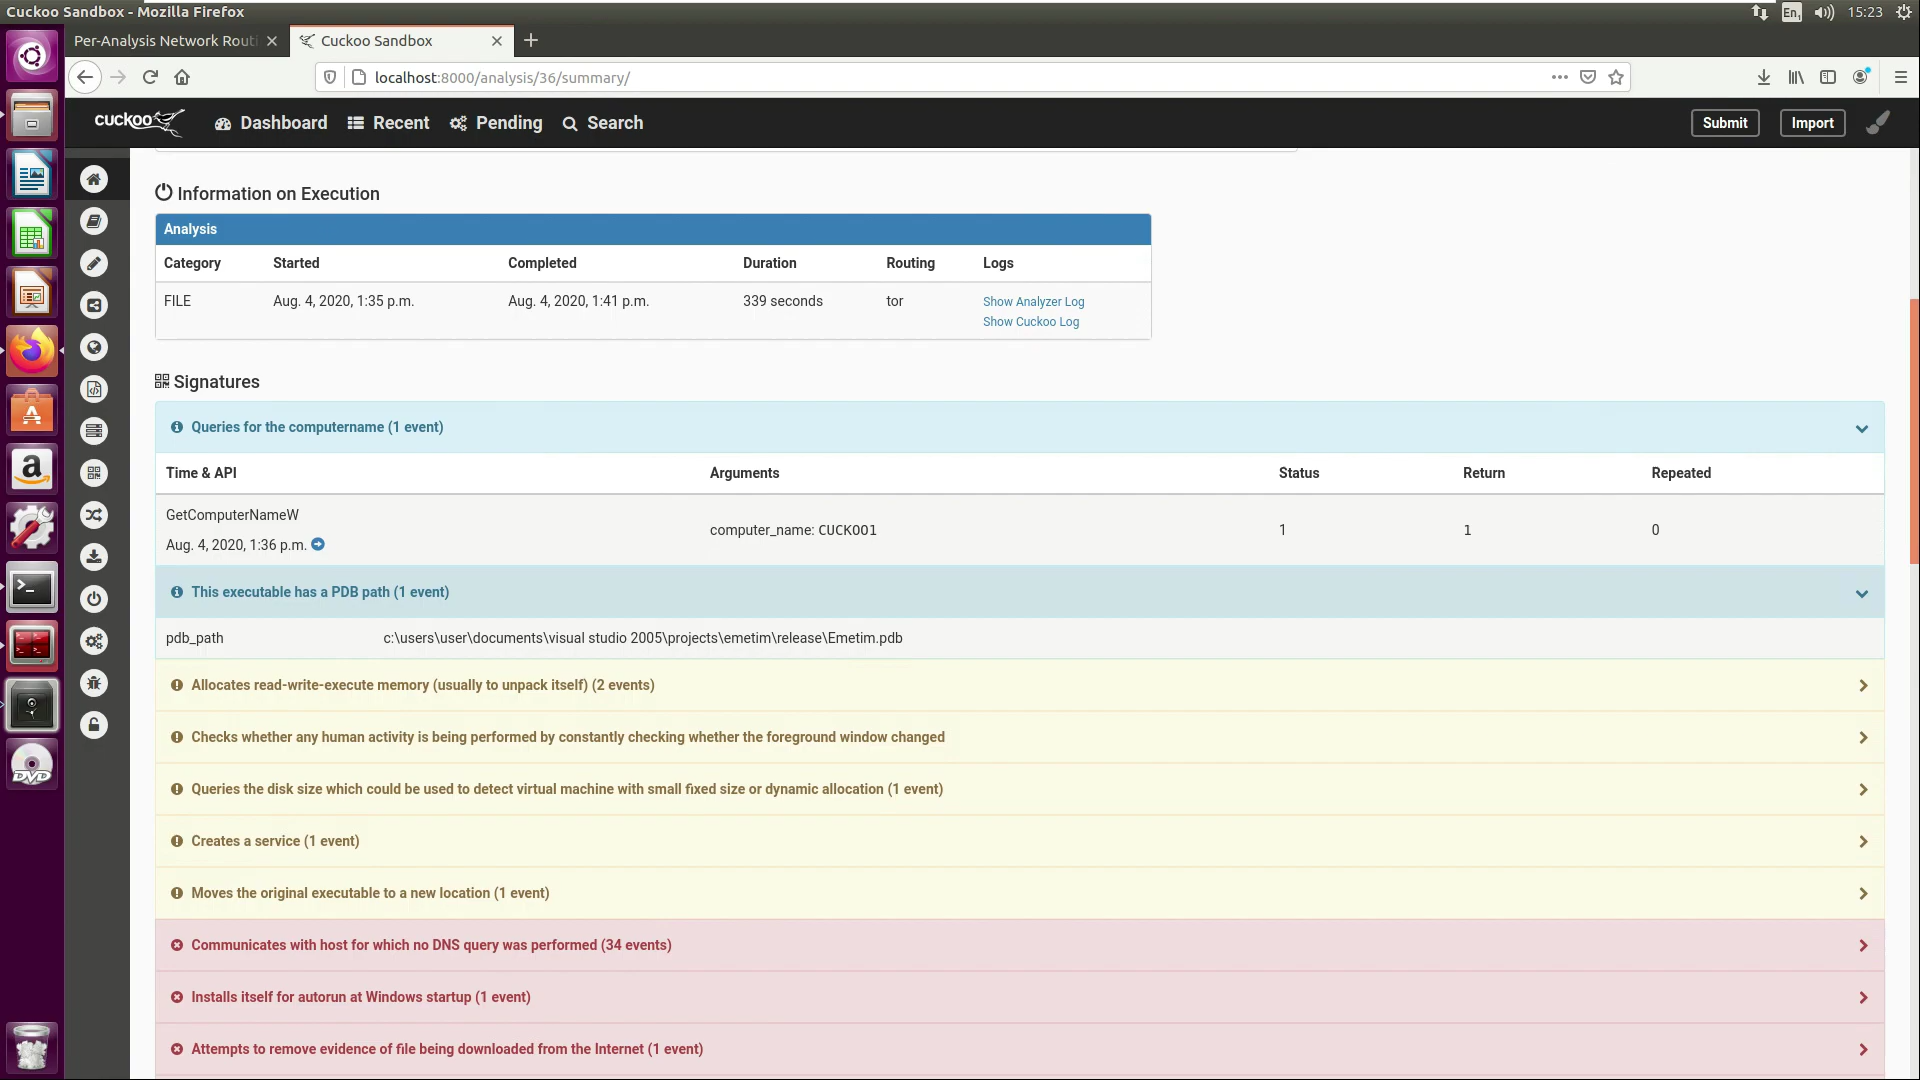 Cuckoo Sandbox - Mozilla Firefox
En
15:23
Per-Analysis Network Rout
Cuckoo Sandbox
localhost:8000/analysis/36/summary/
cuckoo
Dashboard
Recent
Pending
Search
Submit
Import
Information on Execution
Analysis
Category Started Completed Duration Routing Logs
FILE Aug. 4, 2020, 1:35 p.m. Aug. 4, 2020, 1:41 p.m. 339 seconds tor Show Analyzer Log
Show Cuckoo Log
Signatures
Queries for the computername (1 event)
Time & API Arguments Status Return Repeated
GetComputerNameW
computer_name: CUCKOO1 1 1 0
Aug. 4, 2020, 1:36 p.m.
This executable has a PDB path (1 event)
pdb_path c:\users\user\documents\visual studio 2005\projects\emetim\release\Emetim.pdb
Allocates read-write-execute memory (usually to unpack itself) (2 events)
Checks whether any human activity is being performed by constantly checking whether the foreground window changed
Queries the disk size which could be used to detect virtual machine with small fixed size or dynamic allocation (1 event)
Creates a service (1 event)
Moves the original executable to a new location (1 event)
Communicates with host for which no DNS query was performed (34 events)
Installs itself for autorun at Windows startup (1 event)
Attempts to remove evidence of file being downloaded from the Internet (1 event)
DVD